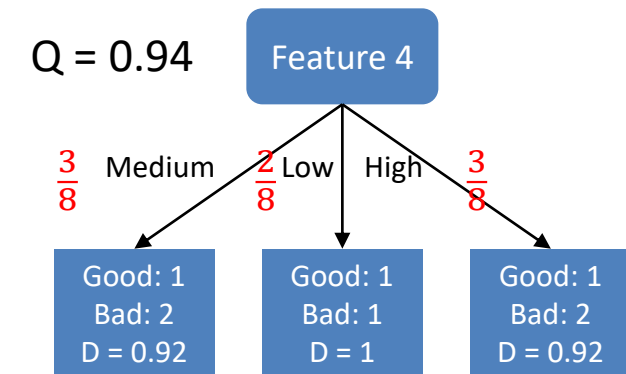 Q = 0.94
Feature 4
3/8
Medium
2/8
Low
High
3/8
Good: 1
Bad: 2
D = 0.92
Good: 1
Bad: 1
D = 1
Good: 1
Bad: 2
D = 0.92